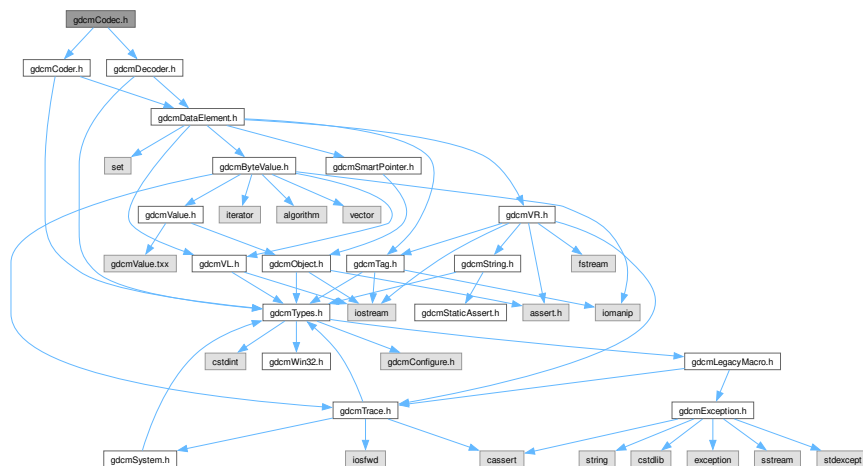 gdcmCodec.h
gdcmCoder.h
gdcmDecoder.h
gdcmDataElement.h
set
gdcmByteValue.h
gdcmSmartPointer.h
gdcmValue.h
iterator
algorithm
vector
gdcmVR.h
gdcmValue.txx
gdcmVL.h
gdcmObject.h
gdcmTag.h
gdcmString.h
fstream
gdcmTypes.h
iostream
gdcmStaticAssert.h
assert.h
iomanip
cstdint
gdcmWin32.h
gdcmConfigure.h
gdcmLegacyMacro.h
gdcmTrace.h
gdcmException.h
gdcmSystem.h
iosfwd
cassert
string
cstdlib
exception
sstream
stdexcept